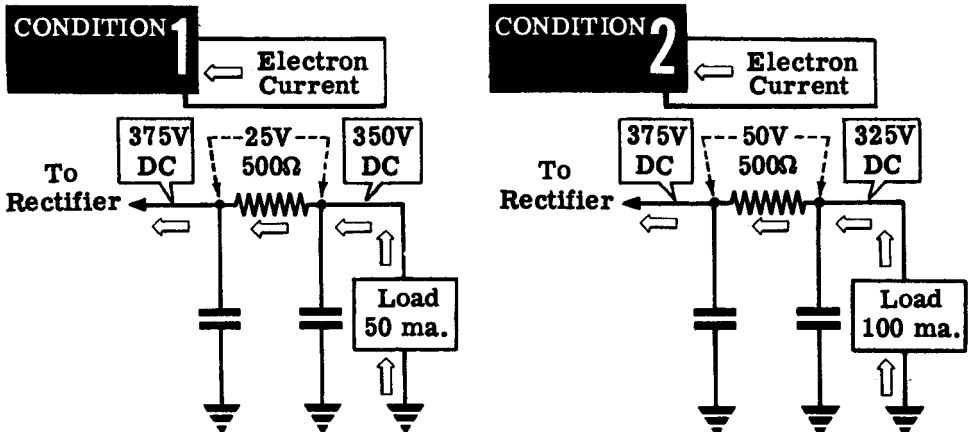 CONDITION 1
Electron
Current
375V
DC
25V
500Ω
350V
DC
To
Rectifier
Load
50 ma.
CONDITION 2
Electron
Current
375V
DC
50V
500Ω
325V
DC
To
Rectifier
Load
100 ma.